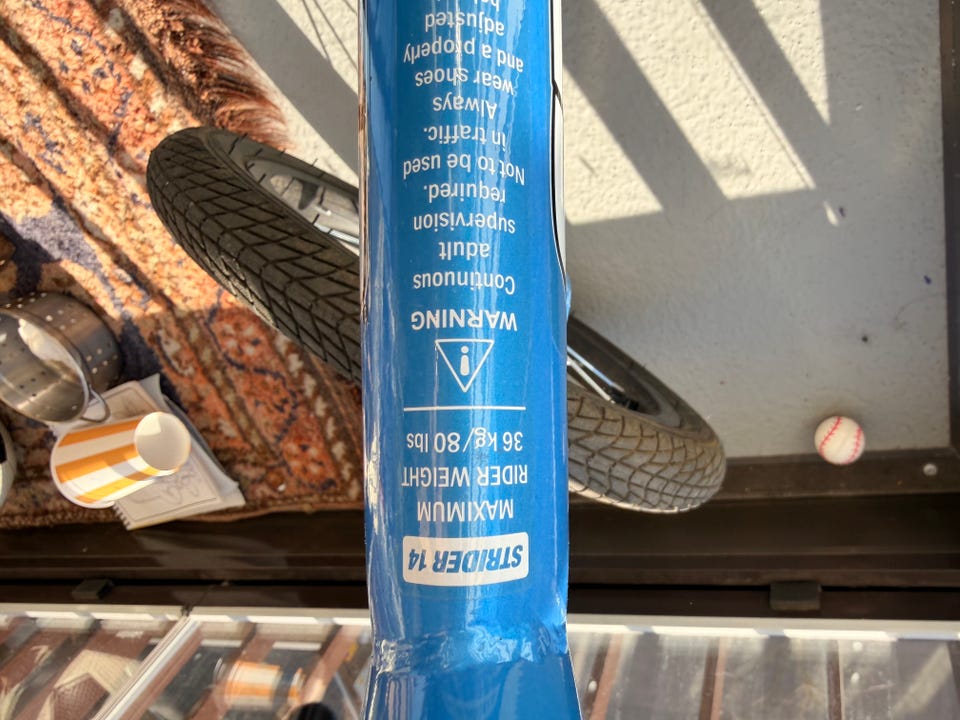 STRIDER 14
MAXIMUM
RIDER WEIGHT
36 kg/80 lbs
WARNING
Continuous
adult
supervision
required.
Not to be used
in traffic.
Always
wear shoes
and a properly
adjusted